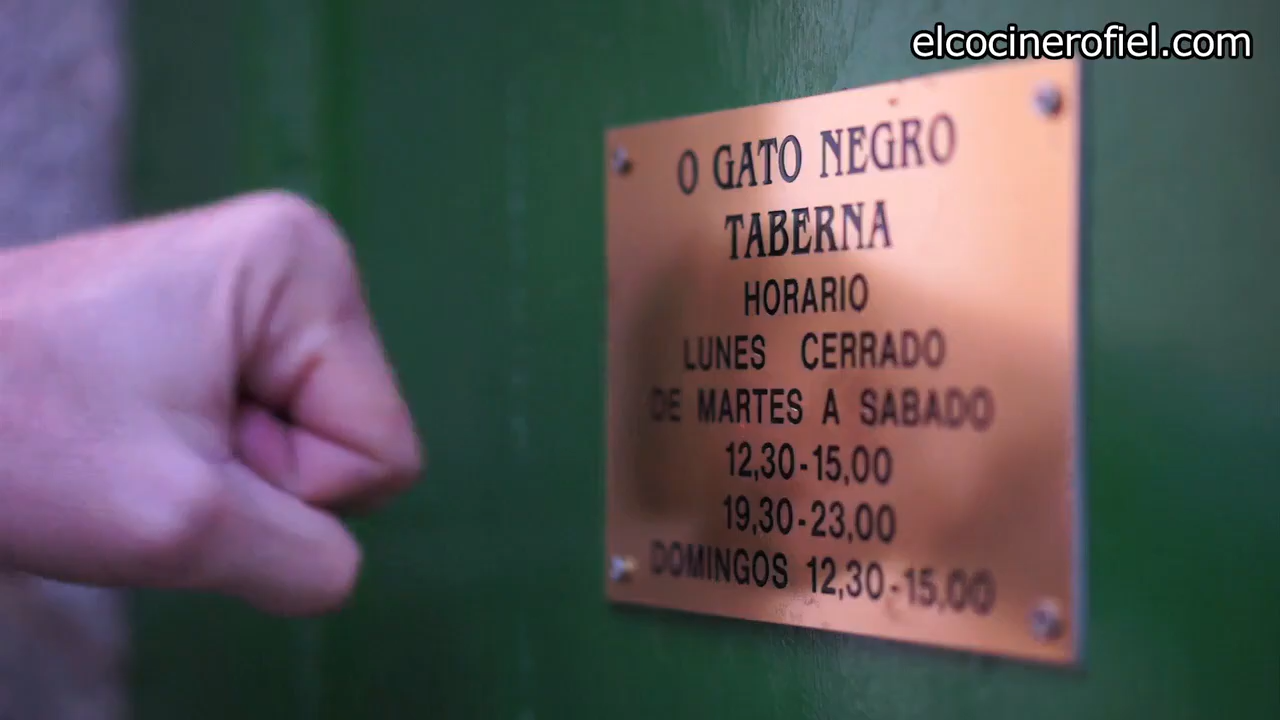 elcocinerofiel.com
O GATO NEGRO
TABERNA
HORARIO
LUNES CERRADO
DE MARTES A SABADO
12,30-15,00
19,30-23,00
DOMINGOS 12,30-15,00